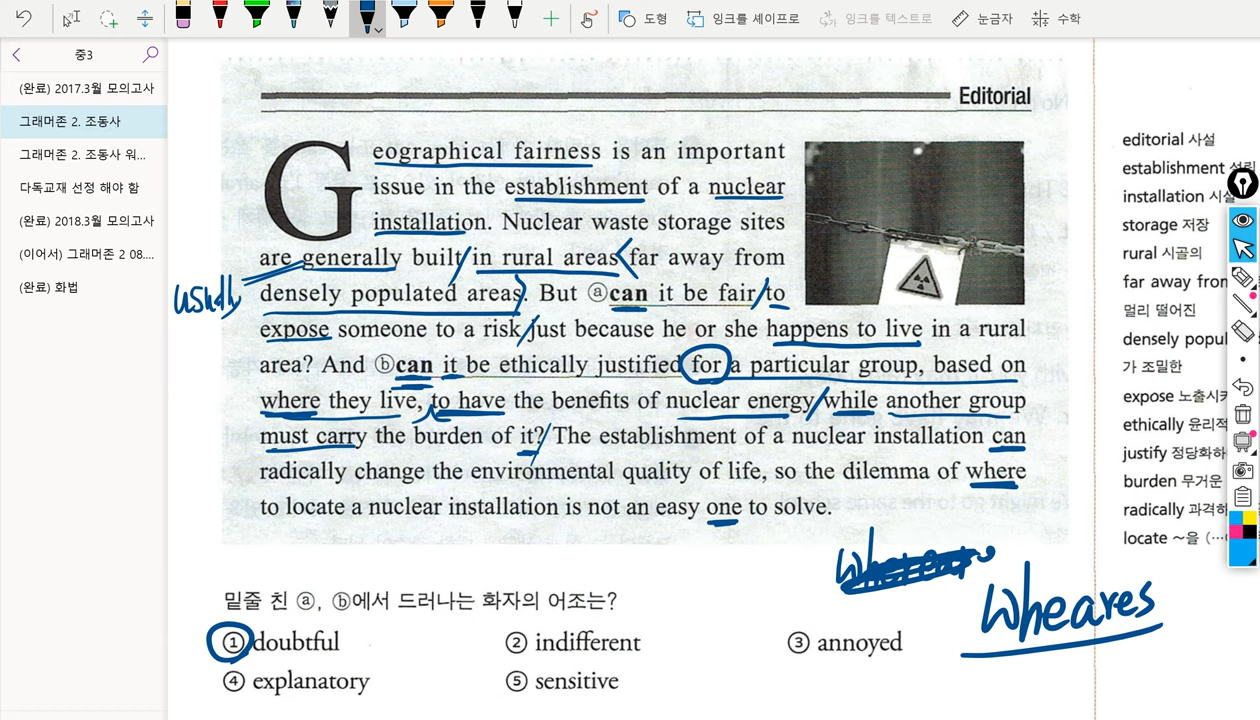 도형
잉크를 셰이프로
잉크를 텍스트로
눈금자
수학
중3
(완료) 2017.3월 모의고사
그래머존 2. 조동사
그래머존 2. 조동사 워...
다독교재 선정 해야 함
(완료) 2018.3월 모의고사
(이어서) 그래머존 2 08....
(완료) 화법
Editorial
Geographical fairness is an important
issue in the establishment of a nuclear
installation. Nuclear waste storage sites
are generally built in rural areas far away from
usually
densely populated areas. But ⓐcan it be fair to
expose someone to a risk just because he or she happens to live in a rural
area? And ⓑcan it be ethically justified for a particular group, based on
where they live, to have the benefits of nuclear energy while another group
must carry the burden of it? The establishment of a nuclear installation can
radically change the environmental quality of life, so the dilemma of where
to locate a nuclear installation is not an easy one to solve.
wheares
밑줄 친 ⓐ, ⓑ에서 드러나는 화자의 어조는?
① doubtful
② indifferent
③ annoyed
④ explanatory
⑤ sensitive
editorial 사설
establishment 설립
installation 시설
storage 저장
rural 시골의
far away from
멀리 떨어진
densely popul
가 조밀한
expose 노출시키
ethically 윤리적
justify 정당화하
burden 무거운
radically 과격하
locate ～을 (…